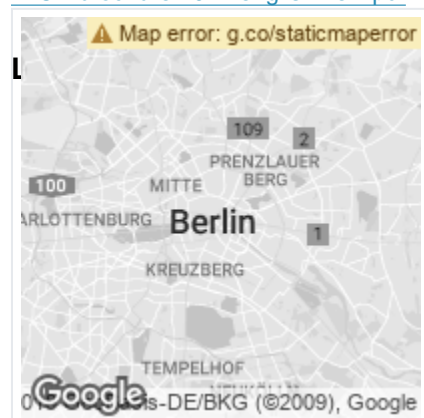 Map error: g.co/staticmaperror
109
2
PRENZLAUER
BERG
100
MITTE
ARLOTTENBURG
Berlin
1
KREUZBERG
TEMPELHOF
Google
-DE/BKG (©2009), Google